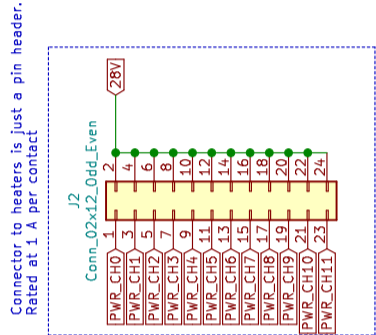 Connector to heaters is just a pin header.
Rated at 1 A per contact
J2
Conn_02x12_Odd_Even
28V
2
4
6
8
10
12
14
16
18
20
22
24
1
3
5
7
9
11
13
15
17
19
21
23
PWR_CH0
PWR_CH1
PWR_CH2
PWR_CH3
PWR_CH4
PWR_CH5
PWR_CH6
PWR_CH7
PWR_CH8
PWR_CH9
PWR_CH10
PWR_CH11